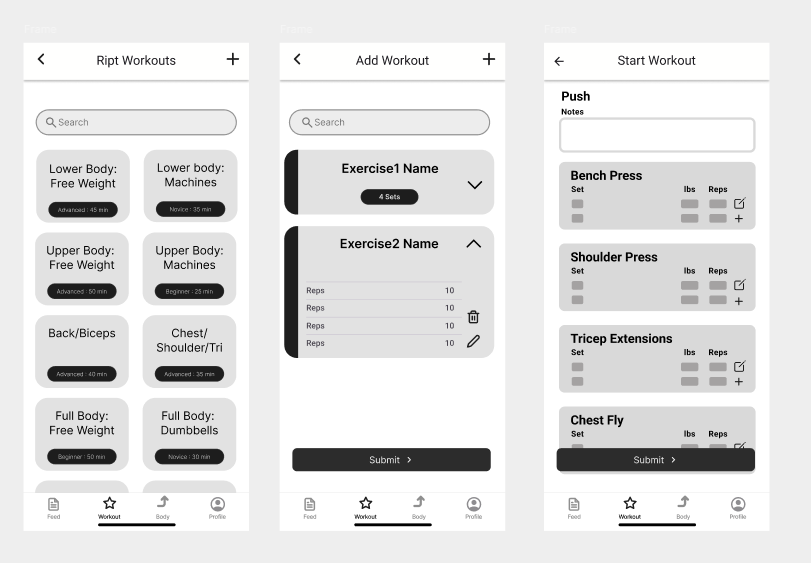 Frame
Ript Workouts
+
Search
Lower Body:
Free Weight
Advanced : 45 min
Lower body:
Machines
Novice : 35 min
Upper Body:
Free Weight
Advanced : 50 min
Upper Body:
Machines
Beginner : 25 min
Back/Biceps
Advanced : 40 min
Chest/
Shoulder/Tri
Advanced : 35 min
Full Body:
Free Weight
Beginner : 50 min
Full Body:
Dumbbells
Novice : 30 min
Feed
Workout
Body
Profile
Frame
Add Workout
+
Search
Exercise1 Name
4 Sets
Exercise2 Name
Reps 10
Reps 10
Reps 10
Reps 10
Submit >
Feed
Workout
Body
Profile
Frame
Start Workout
Push
Notes
Bench Press
Set lbs Reps
+
Shoulder Press
Set lbs Reps
+
Tricep Extensions
Set lbs Reps
+
Chest Fly
Set lbs Reps
Submit >
Feed
Workout
Body
Profile